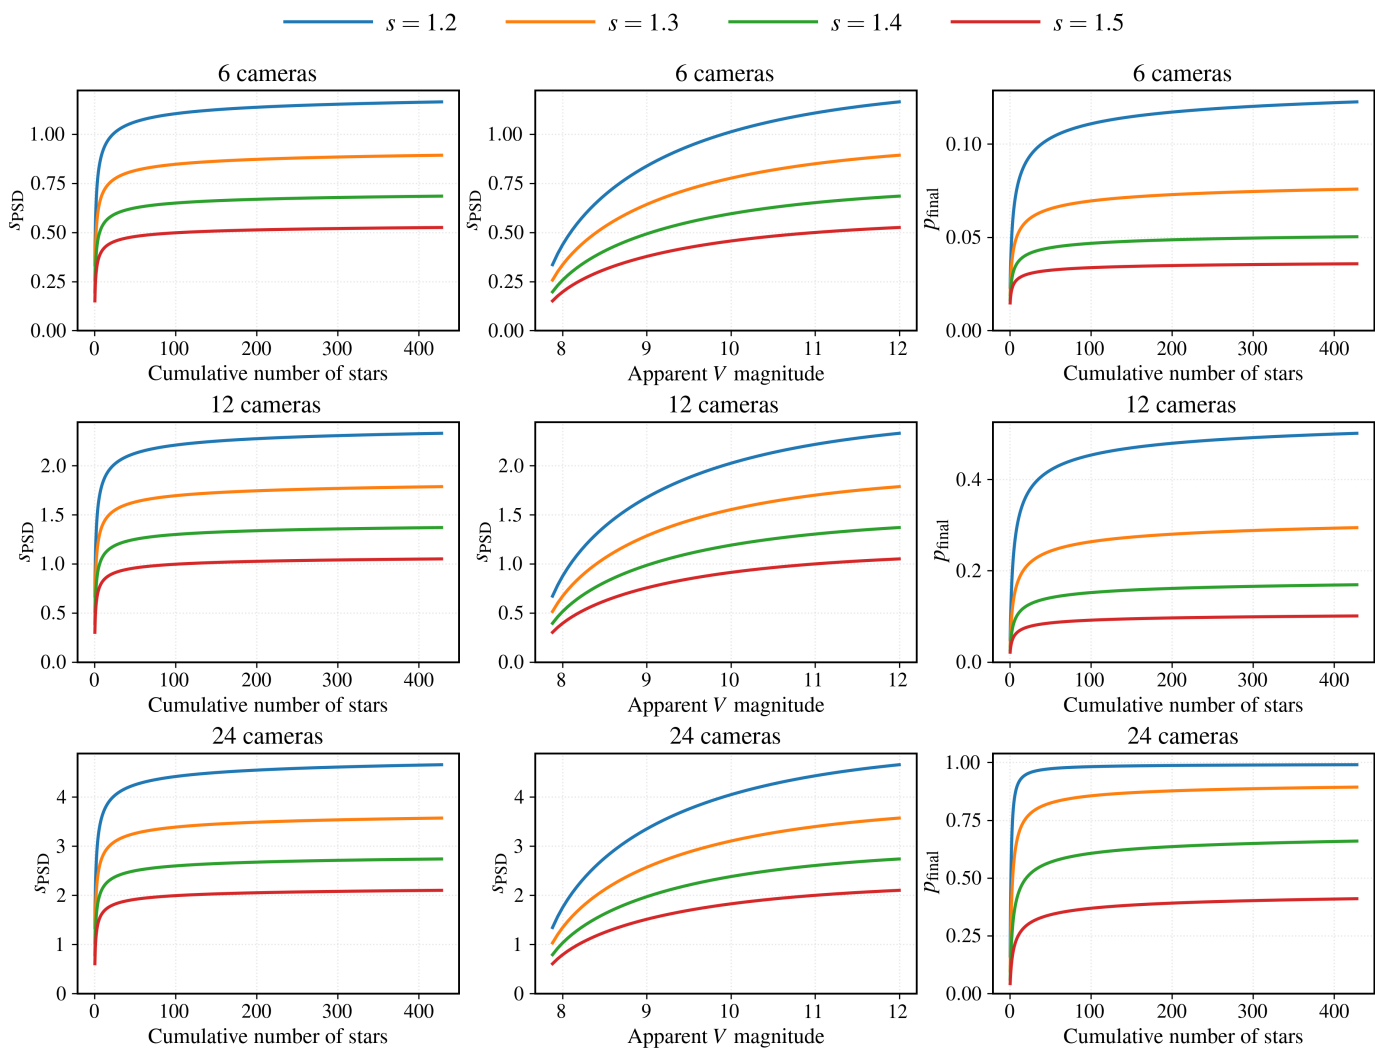 s = 1.2 s = 1.3 s = 1.4 s = 1.5
6 cameras
1.00
0.75
0.50
0.25
0.00
sPSD
0 100 200 300 400
Cumulative number of stars
6 cameras
1.00
0.75
0.50
0.25
0.00
sPSD
8 9 10 11 12
Apparent V magnitude
6 cameras
0.10
0.05
0.00
pfinal
0 100 200 300 400
Cumulative number of stars
12 cameras
2.0
1.5
1.0
0.5
0.0
sPSD
0 100 200 300 400
Cumulative number of stars
12 cameras
2.0
1.5
1.0
0.5
0.0
sPSD
8 9 10 11 12
Apparent V magnitude
12 cameras
0.4
0.2
0.0
pfinal
0 100 200 300 400
Cumulative number of stars
24 cameras
4
3
2
1
0
sPSD
0 100 200 300 400
Cumulative number of stars
24 cameras
4
3
2
1
0
sPSD
8 9 10 11 12
Apparent V magnitude
24 cameras
1.00
0.75
0.50
0.25
0.00
pfinal
0 100 200 300 400
Cumulative number of stars